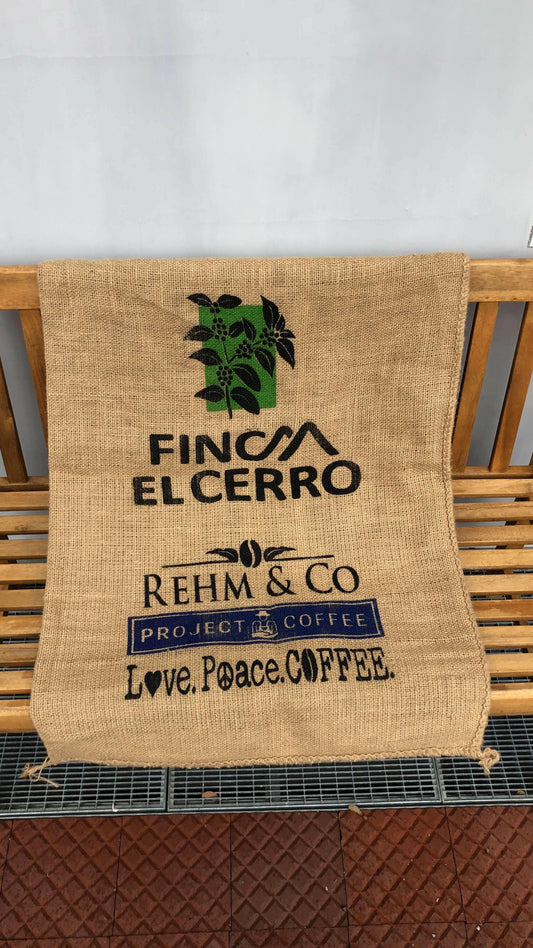 FINCA
EL CERRO
REHM & CO
PROJECT COFFEE
Love. Peace. COFFEE.